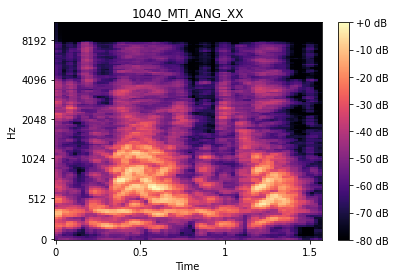 1040_MTI_ANG_XX
+0 dB
8192
-10 dB
4096
-20 dB
-30 dB
2048
Hz
-40 dB
1024
-50 dB
512
-60 dB
-70 dB
0
-80 dB
0
0.5
1
1.5
Time